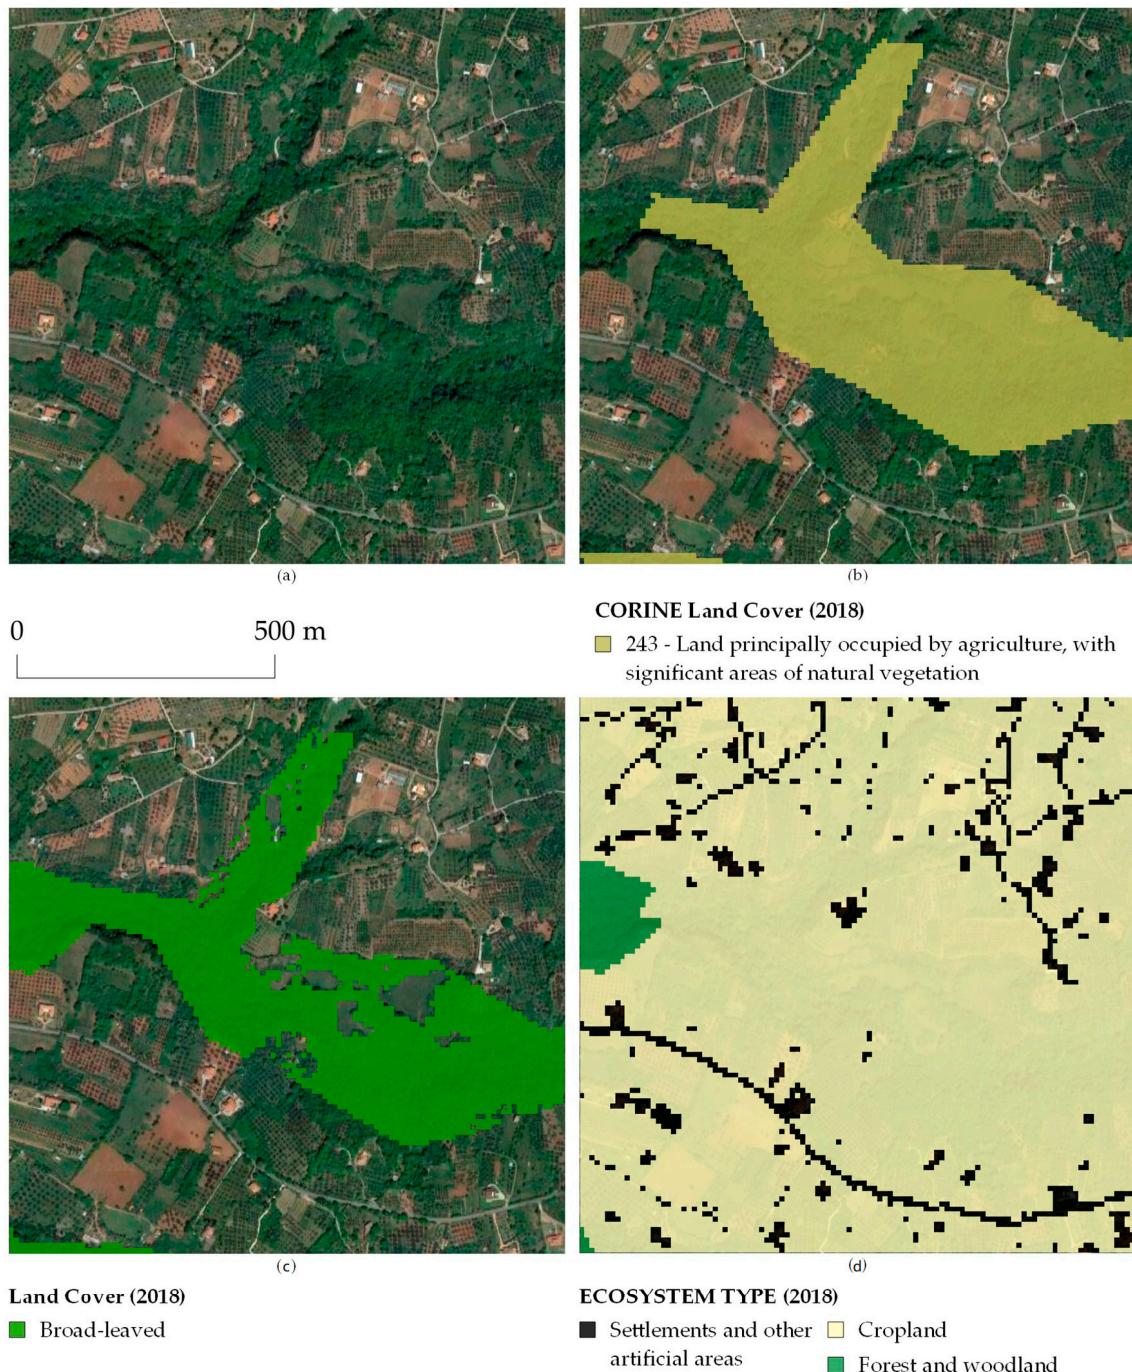 (a)
(b)
0 500 m
CORINE Land Cover (2018)
243 - Land principally occupied by agriculture, with
significant areas of natural vegetation
(c)
(d)
Land Cover (2018)
Broad-leaved
ECOSYSTEM TYPE (2018)
Settlements and other
artificial areas
Cropland
Forest and woodland